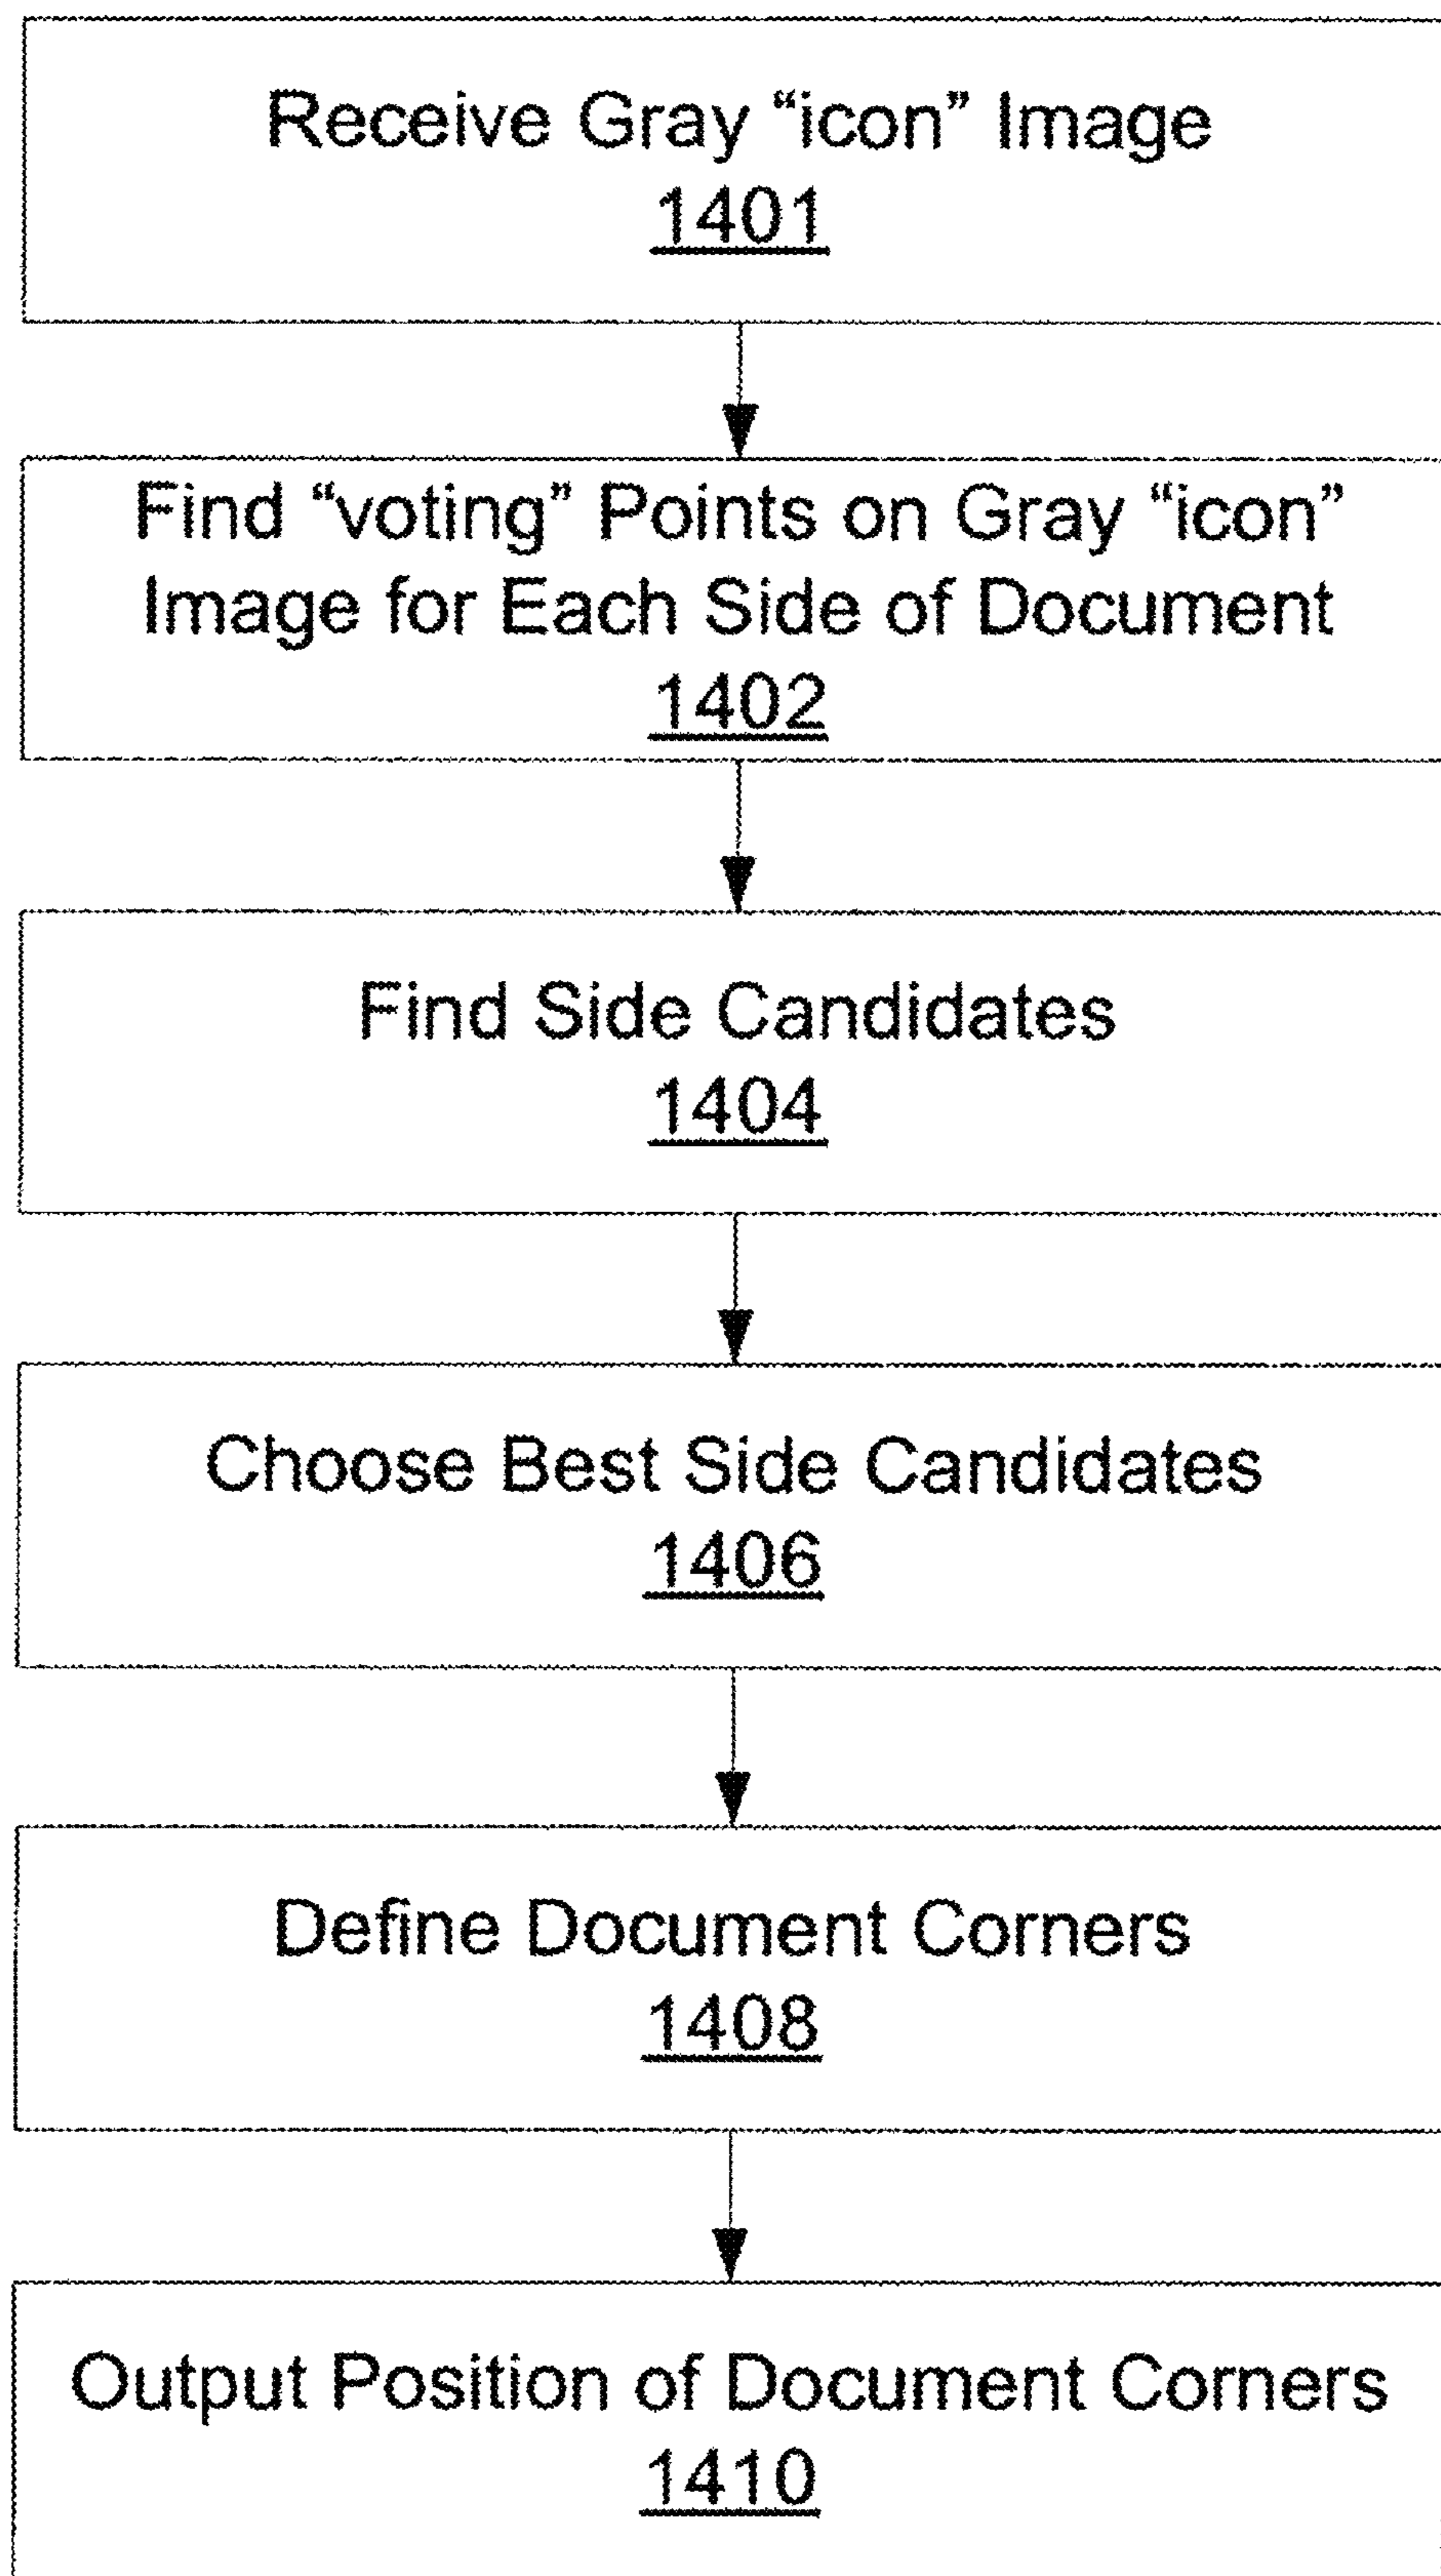 Receive Gray “icon” Image
1401
Find “voting” Points on Gray “icon”
Image for Each Side of Document
1402
Find Side Candidates
1404
Choose Best Side Candidates
1406
Define Document Corners
1408
Output Position of Document Corners
1410